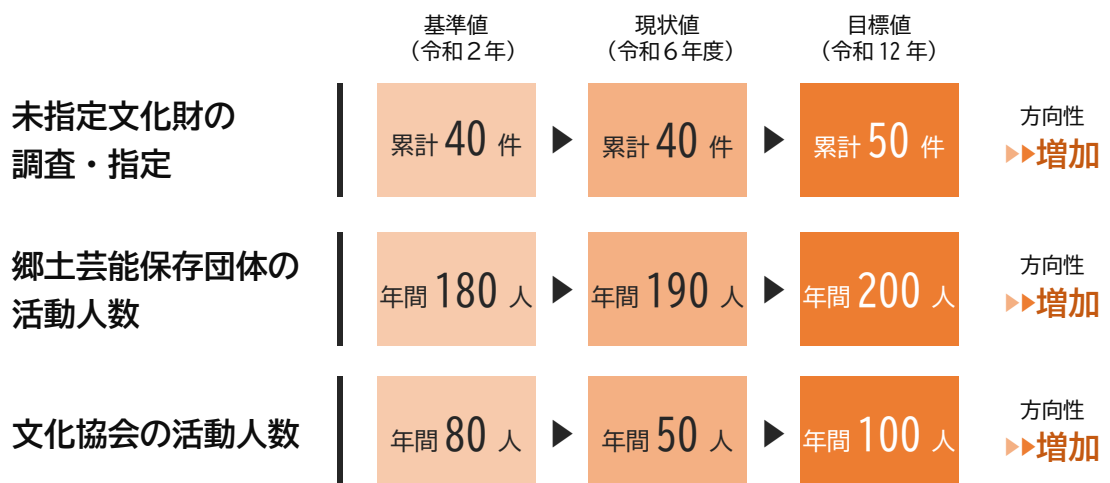 基準値
（令和２年）
現状値
（令和６年度）
目標値
（令和 12 年）
未指定文化財の
調査・指定
累計 40 件 ▶ 累計 40 件 ▶ 累計 50 件
方向性
▶▶増加
郷土芸能保存団体の
活動人数
年間 180 人 ▶ 年間 190 人 ▶ 年間 200 人
方向性
▶▶増加
文化協会の活動人数
年間 80 人 ▶ 年間 50 人 ▶ 年間 100 人
方向性
▶▶増加